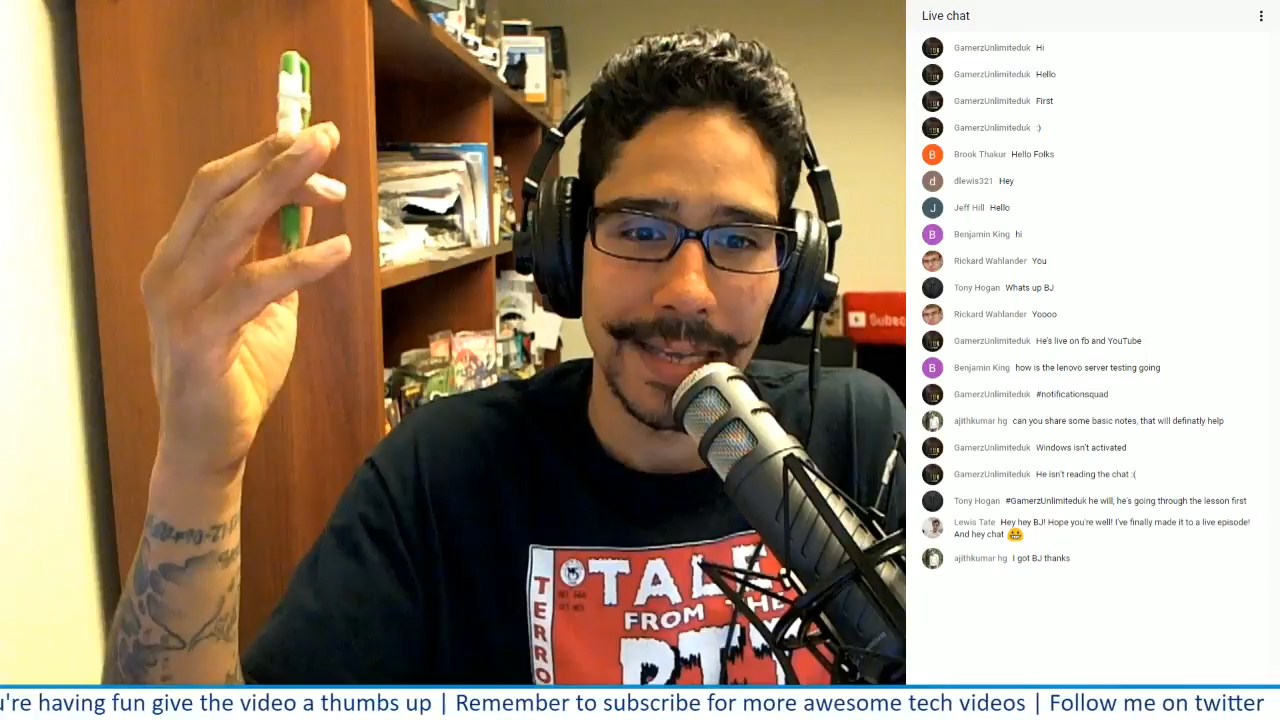 Live chat
GamerzUnlimiteduk Hi
GamerzUnlimiteduk Hello
GamerzUnlimiteduk First
GamerzUnlimiteduk :)
B Brook Thakur Hello Folks
d dlewis321 Hey
J Jeff Hill Hello
B Benjamin King hi
Rickard Wahlander You
Tony Hogan Whats up BJ
Rickard Wahlander Yoooo
GamerzUnlimiteduk He's live on fb and YouTube
B Benjamin King how is the lenovo server testing going
GamerzUnlimiteduk #notificationsquad
ajithkumar hg can you share some basic notes, that will definatly help
GamerzUnlimiteduk Windows isn't activated
GamerzUnlimiteduk He isn't reading the chat :(
Tony Hogan #GamerzUnlimiteduk he will, he's going through the lesson first
Lewis Tate Hey hey BJ! Hope you're well! I've finally made it to a live episode!
And hey chat 😀
ajithkumar hg I got BJ thanks
TERRO
TALE
FROM THE
u're having fun give the video a thumbs up | Remember to subscribe for more awesome tech videos | Follow me on twitter